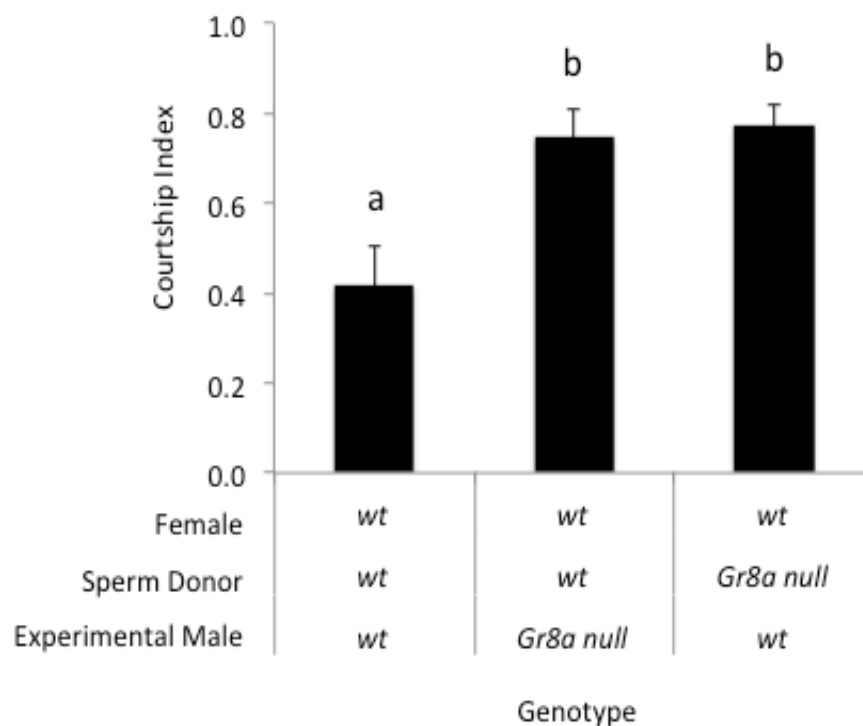 1.0
0.8
0.6
0.4
0.2
0.0
Courtship Index
a
b
b
Female wt wt wt
Sperm Donor wt wt Gr8a null
Experimental Male wt Gr8a null wt
Genotype